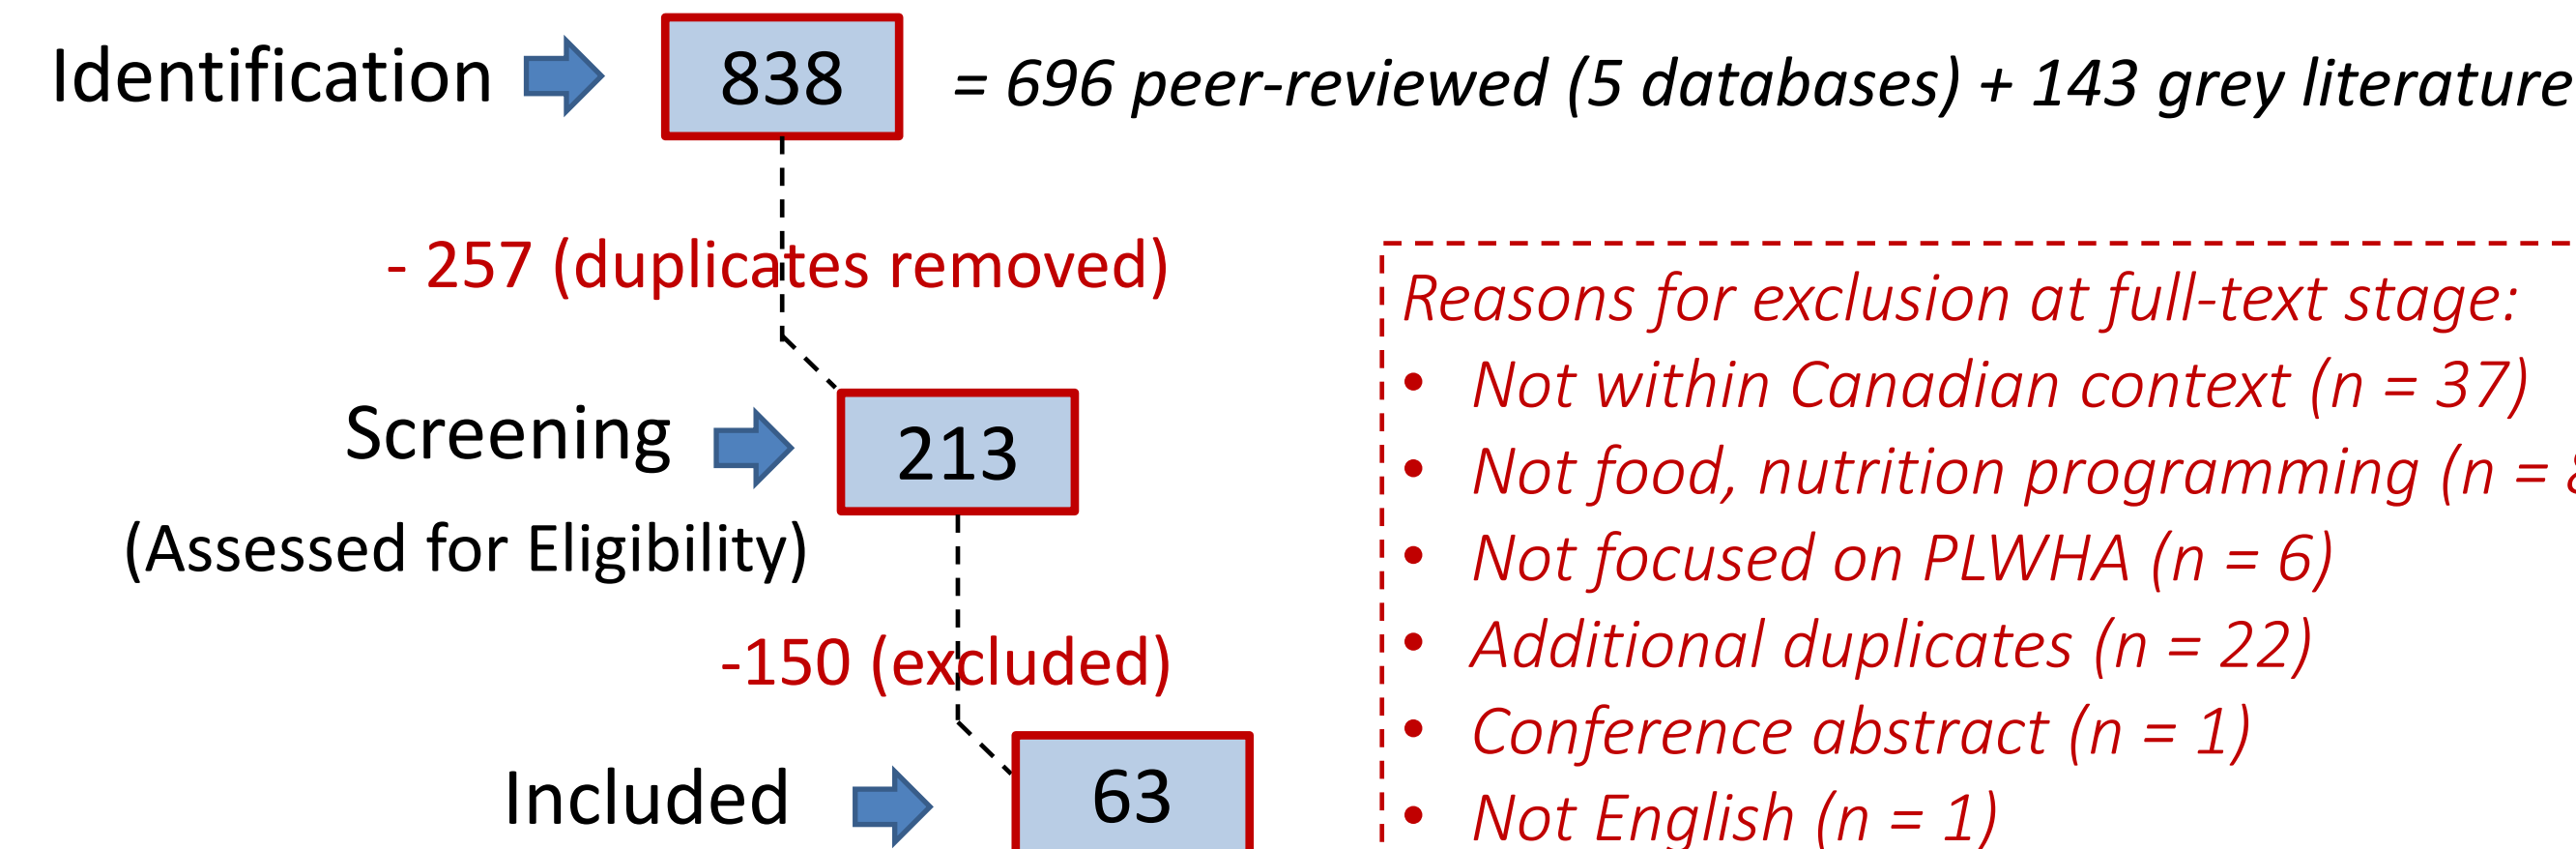 Identification 838 = 696 peer-reviewed (5 databases) + 143 grey literature
- 257 (duplicates removed)
Screening 213
(Assessed for Eligibility)
-150 (excluded)
Included 63
Reasons for exclusion at full-text stage:
• Not within Canadian context (n = 37)
• Not food, nutrition programming (n =
• Not focused on PLWHA (n = 6)
• Additional duplicates (n = 22)
• Conference abstract (n = 1)
• Not English (n = 1)